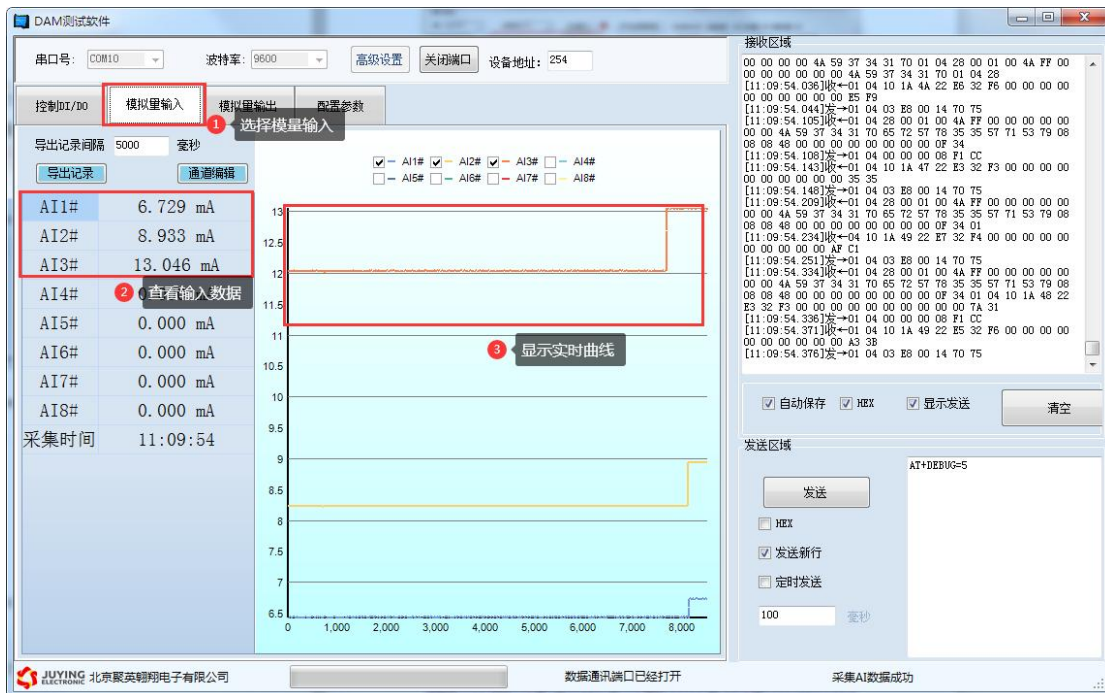 DAM测试软件
串口号: COM10 波特率: 9600 高级设置 关闭端口 设备地址: 254
控制DI/DO 模拟量输入 模拟量输出 配置参数
1 选择模量输入
导出记录间隔 5000 毫秒
导出记录 通道编辑
AI1# 6.729 mA
AI2# 8.933 mA
AI3# 13.046 mA
AI4#
2 查看输入数据
AI5# 0.000 mA
AI6# 0.000 mA
AI7# 0.000 mA
AI8# 0.000 mA
采集时间 11:09:54
AI1# AI2# AI3# AI4#
AI5# AI6# AI7# AI8#
13
12.5
12
11.5
11
10.5
10
9.5
9
8.5
8
7.5
7
6.5
0 1,000 2,000 3,000 4,000 5,000 6,000 7,000 8,000
3 显示实时曲线
接收区域
00 00 00 00 4A 59 37 34 31 70 01 04 28 00 01 00 4A FF 00
00 00 00 00 00 00 4A 59 37 34 31 70 01 04 28
[11:09:54.036]收←01 04 10 1A 4A 22 E6 32 F6 00 00 00 00
00 00 00 00 00 00 E5 F9
[11:09:54.044]发→01 04 03 E8 00 14 70 75
[11:09:54.105]收←01 04 28 00 01 00 4A FF 00 00 00 00 00
00 00 4A 59 37 34 31 70 65 72 57 78 35 35 57 71 53 79 08
08 08 48 00 00 00 00 00 00 00 00 00 0F 34
[11:09:54.108]发→01 04 00 00 00 08 F1 CC
[11:09:54.143]收←01 04 10 1A 47 22 E3 32 F3 00 00 00 00
00 00 00 00 00 00 35 35
[11:09:54.148]发→01 04 03 E8 00 14 70 75
[11:09:54.209]收←01 04 28 00 01 00 4A FF 00 00 00 00 00
00 00 4A 59 37 34 31 70 65 72 57 78 35 35 57 71 53 79 08
08 08 48 00 00 00 00 00 00 00 00 00 0F 34 01
[11:09:54.234]收←04 10 1A 49 22 E7 32 F4 00 00 00 00 00
00 00 00 00 00 AF C1
[11:09:54.251]发→01 04 03 E8 00 14 70 75
[11:09:54.334]收←01 04 28 00 01 00 4A FF 00 00 00 00 00
00 00 4A 59 37 34 31 70 65 72 57 78 35 35 57 71 53 79 08
08 08 48 00 00 00 00 00 00 00 00 00 0F 34 01 04 10 1A 48 22
E3 32 F3 00 00 00 00 00 00 00 00 00 00 7A 31
[11:09:54.336]发→01 04 00 00 00 08 F1 CC
[11:09:54.371]收←01 04 10 1A 49 22 E5 32 F6 00 00 00 00
00 00 00 00 00 00 A3 3B
[11:09:54.376]发→01 04 03 E8 00 14 70 75
自动保存 HEX 显示发送 清空
发送区域
AT+DEBUG=5
发送
HEX
发送新行
定时发送
100 毫秒
JUYING ELECTRONIC 北京聚英翱翔电子有限公司 数据通讯端口已经打开 采集AI数据成功